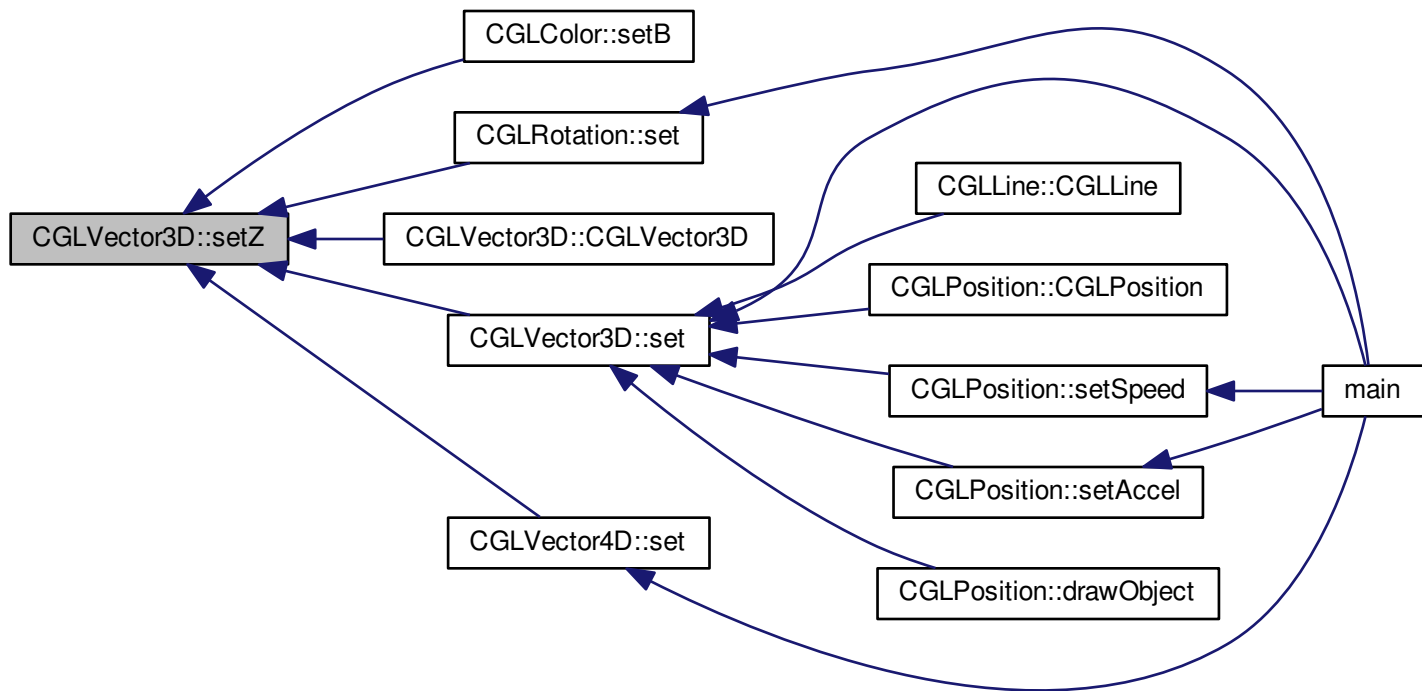 CGLColor::setB
CGLRotation::set
CGLLine::CGLLine
CGLVector3D::setZ
CGLVector3D::CGLVector3D
CGLPosition::CGLPosition
CGLVector3D::set
CGLPosition::setSpeed
main
CGLPosition::setAccel
CGLVector4D::set
CGLPosition::drawObject